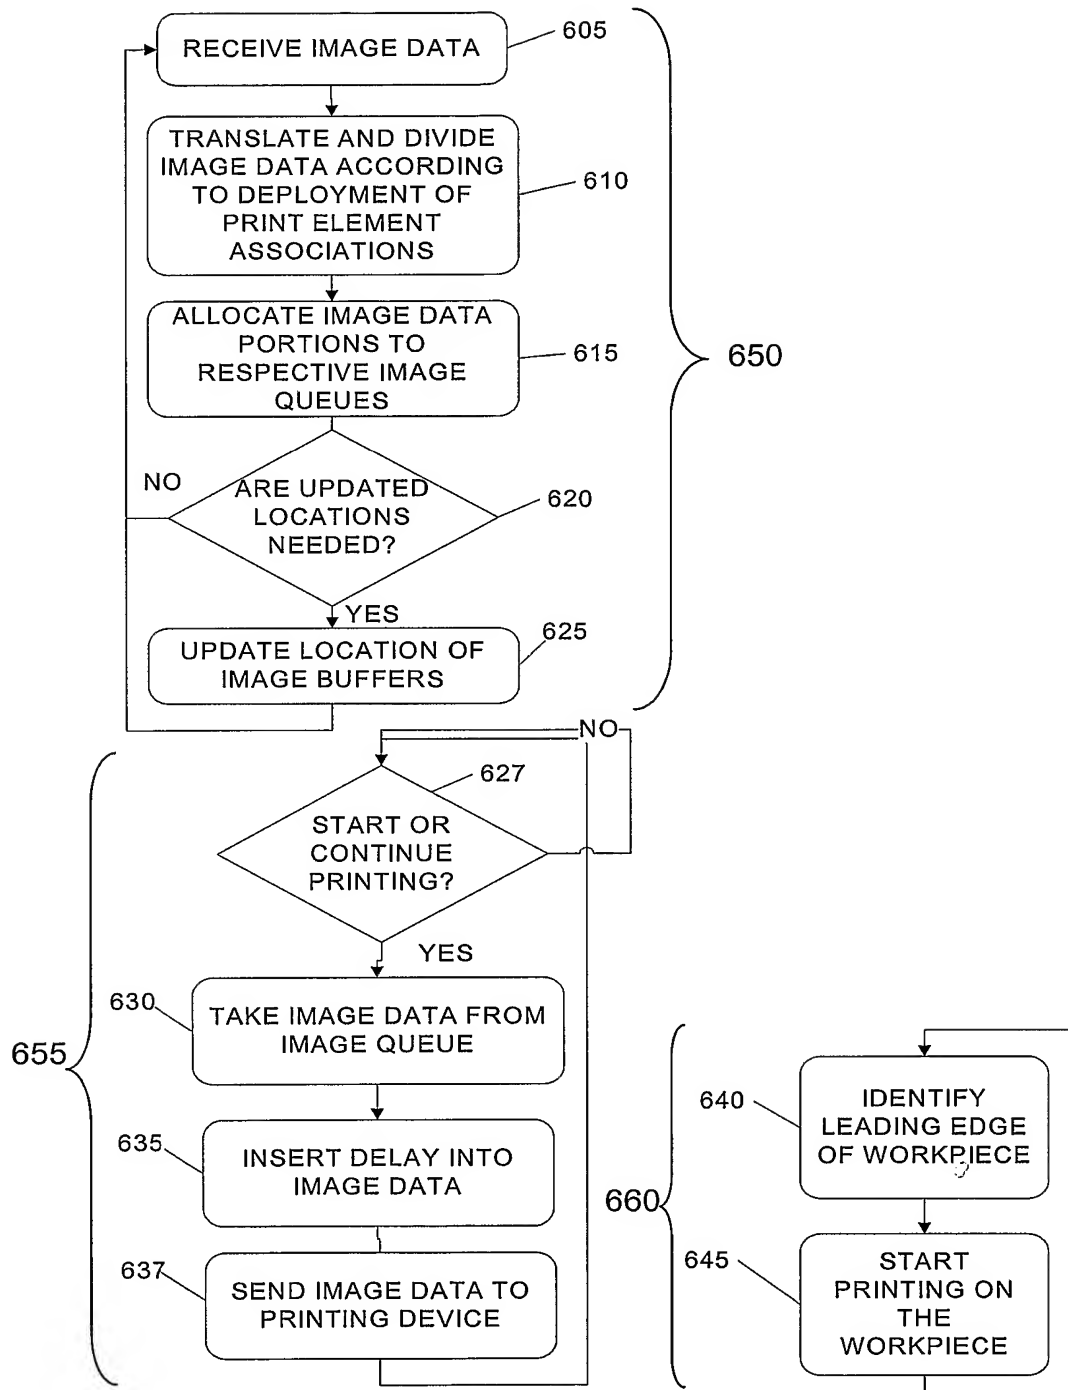 RECEIVE IMAGE DATA
605
TRANSLATE AND DIVIDE
IMAGE DATA ACCORDING
TO DEPLOYMENT OF
PRINT ELEMENT
ASSOCIATIONS
610
ALLOCATE IMAGE DATA
PORTIONS TO
RESPECTIVE IMAGE
QUEUES
615
650
NO
ARE UPDATED
LOCATIONS
NEEDED?
620
YES
625
UPDATE LOCATION OF
IMAGE BUFFERS
NO
627
START OR
CONTINUE
PRINTING?
YES
630
TAKE IMAGE DATA FROM
IMAGE QUEUE
655
635
INSERT DELAY INTO
IMAGE DATA
637
SEND IMAGE DATA TO
PRINTING DEVICE
640
IDENTIFY
LEADING EDGE
OF WORKPIECE
660
645
START
PRINTING ON
THE
WORKPIECE